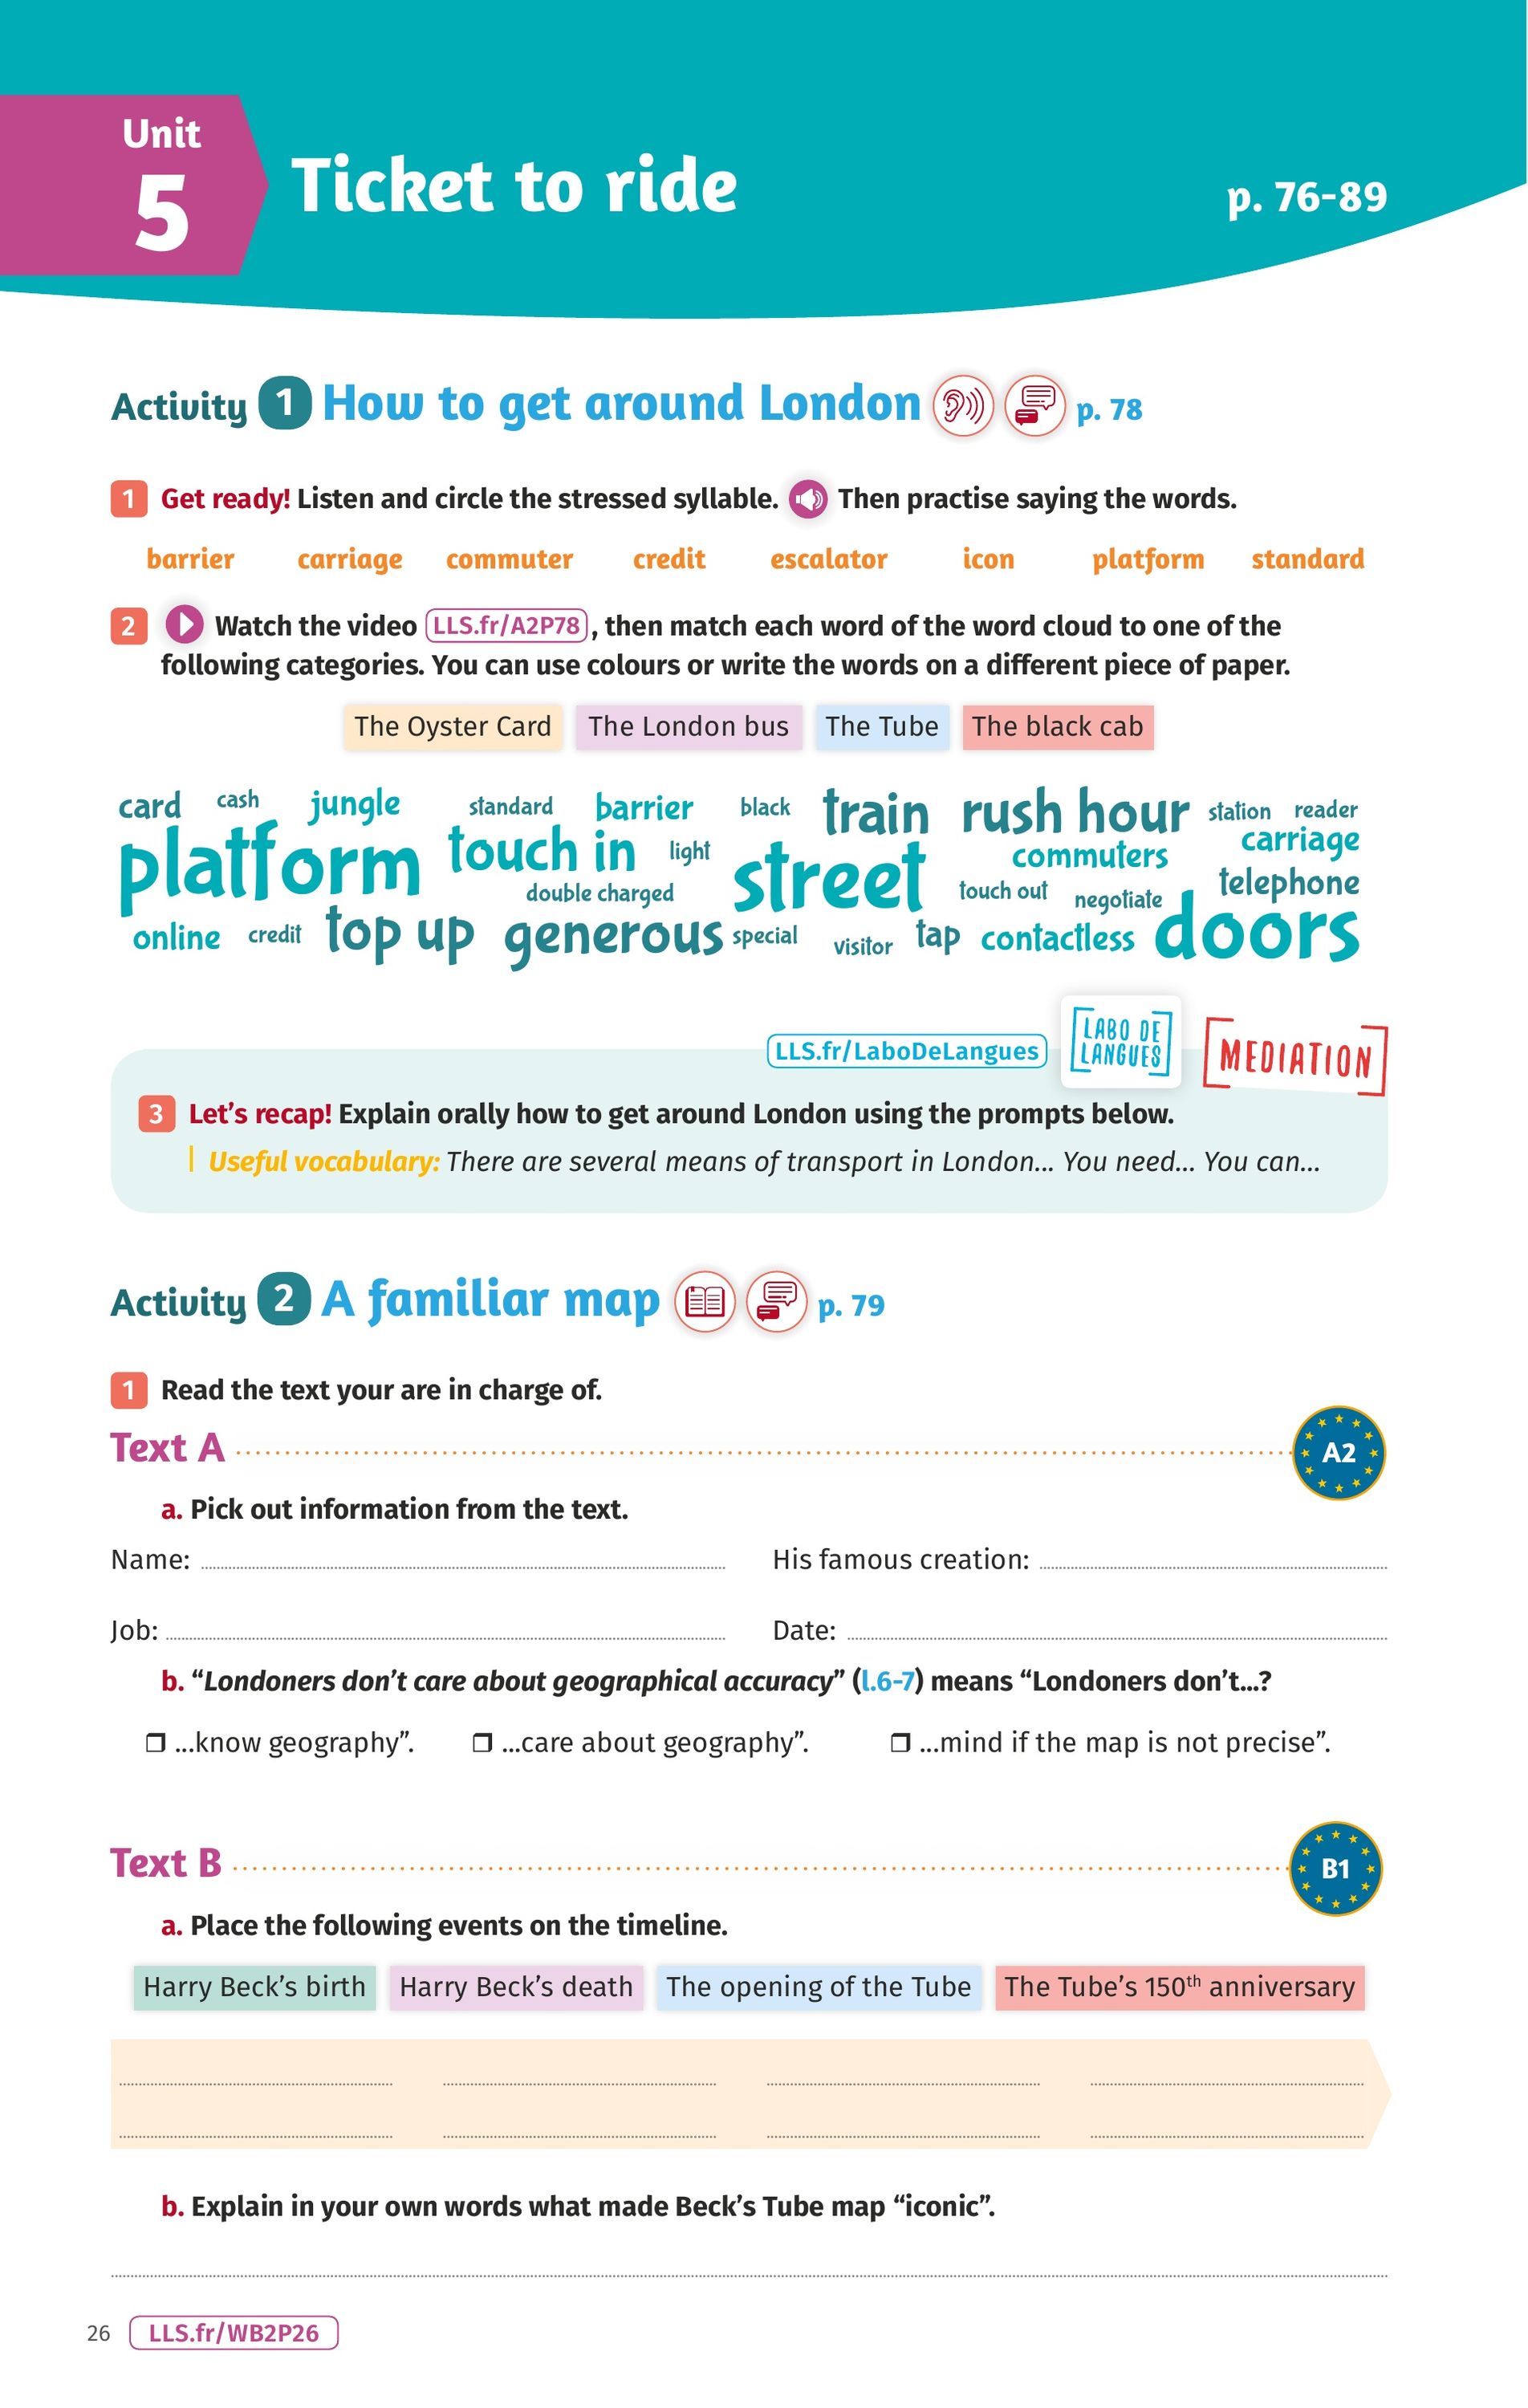 Unit
5
Ticket to ride
p. 76-89
Activity 1 How to get around London p. 78
1 Get ready! Listen and circle the stressed syllable. Then practise saying the words.
barrier carriage commuter credit escalator icon platform standard
2 Watch the video LLS.fr/A2P78, then match each word of the word cloud to one of the
following categories. You can use colours or write the words on a different piece of paper.
The Oyster Card The London bus The Tube The black cab
card cash jungle standard barrier black train rush hour station reader
platform touch in light street commuters carriage
double charged touch out negotiate telephone
online credit top up generous special visitor tap contactless doors
LLS.fr/LaboDeLangues
LABO DE
LANGUES
MEDIATION
3 Let's recap! Explain orally how to get around London using the prompts below.
Useful vocabulary: There are several means of transport in London... You need... You can...
Activity 2 A familiar map p. 79
1 Read the text your are in charge of.
Text A
A2
a. Pick out information from the text.
Name: His famous creation:
Job: Date:
b. “Londoners don’t care about geographical accuracy” (l.6-7) means “Londoners don’t...?
❒ ...know geography”. ❒ ...care about geography”. ❒ ...mind if the map is not precise”.
Text B
B1
a. Place the following events on the timeline.
Harry Beck’s birth Harry Beck’s death The opening of the Tube The Tube’s 150th anniversary
b. Explain in your own words what made Beck’s Tube map “iconic”.
26 LLS.fr/WB2P26